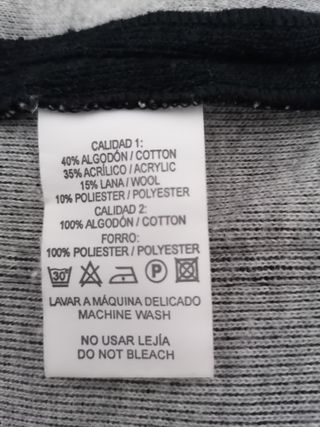 CALIDAD 1:
40% ALGODÓN / COTTON
35% ACRÍLICO / ACRYLIC
15% LANA / WOOL
10% POLIESTER / POLYESTER
CALIDAD 2:
100% ALGODÓN / COTTON
FORRO:
100% POLIESTER / POLYESTER
30° P
LAVAR A MÁQUINA DELICADO
MACHINE WASH
NO USAR LEJÍA
DO NOT BLEACH